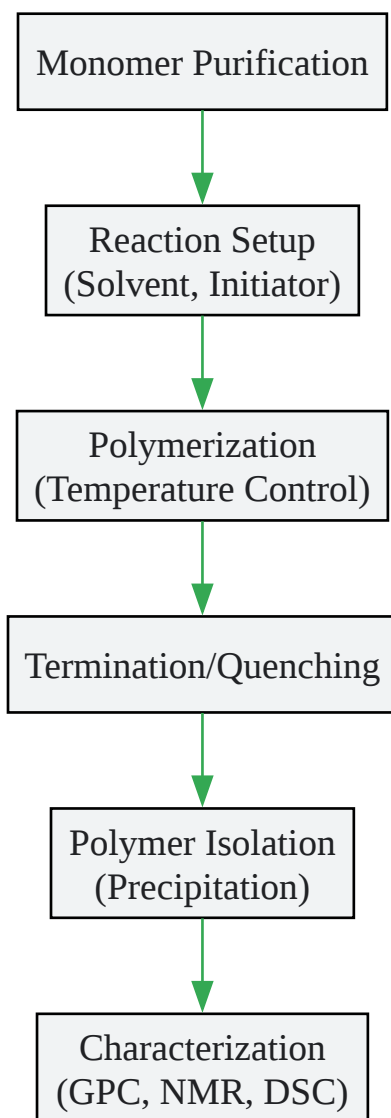 Monomer Purification
Reaction Setup
(Solvent, Initiator)
Polymerization
(Temperature Control)
Termination/Quenching
Polymer Isolation
(Precipitation)
Characterization
(GPC, NMR, DSC)